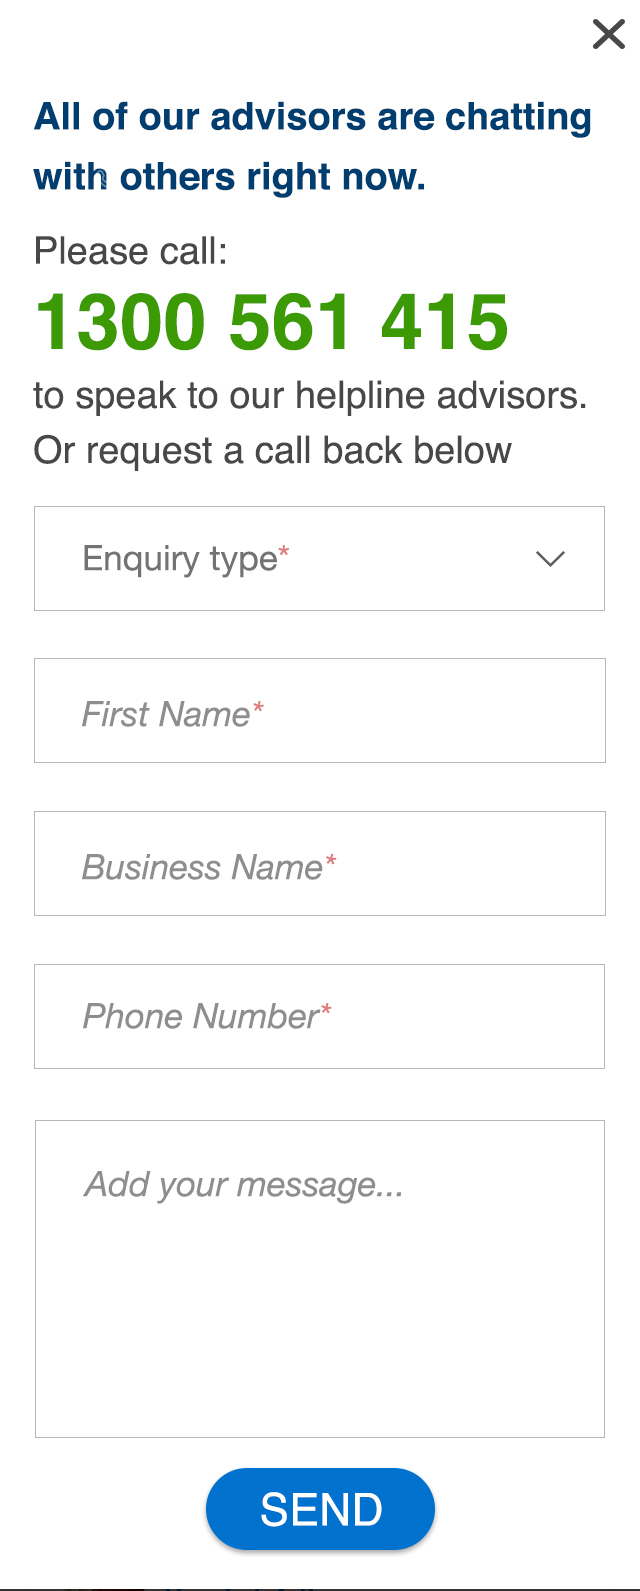 All of our advisors are chatting
with others right now.
Please call:
1300 561 415
to speak to our helpline advisors.
Or request a call back below
Enquiry type*
First Name*
Business Name*
Phone Number*
Add your message...
SEND